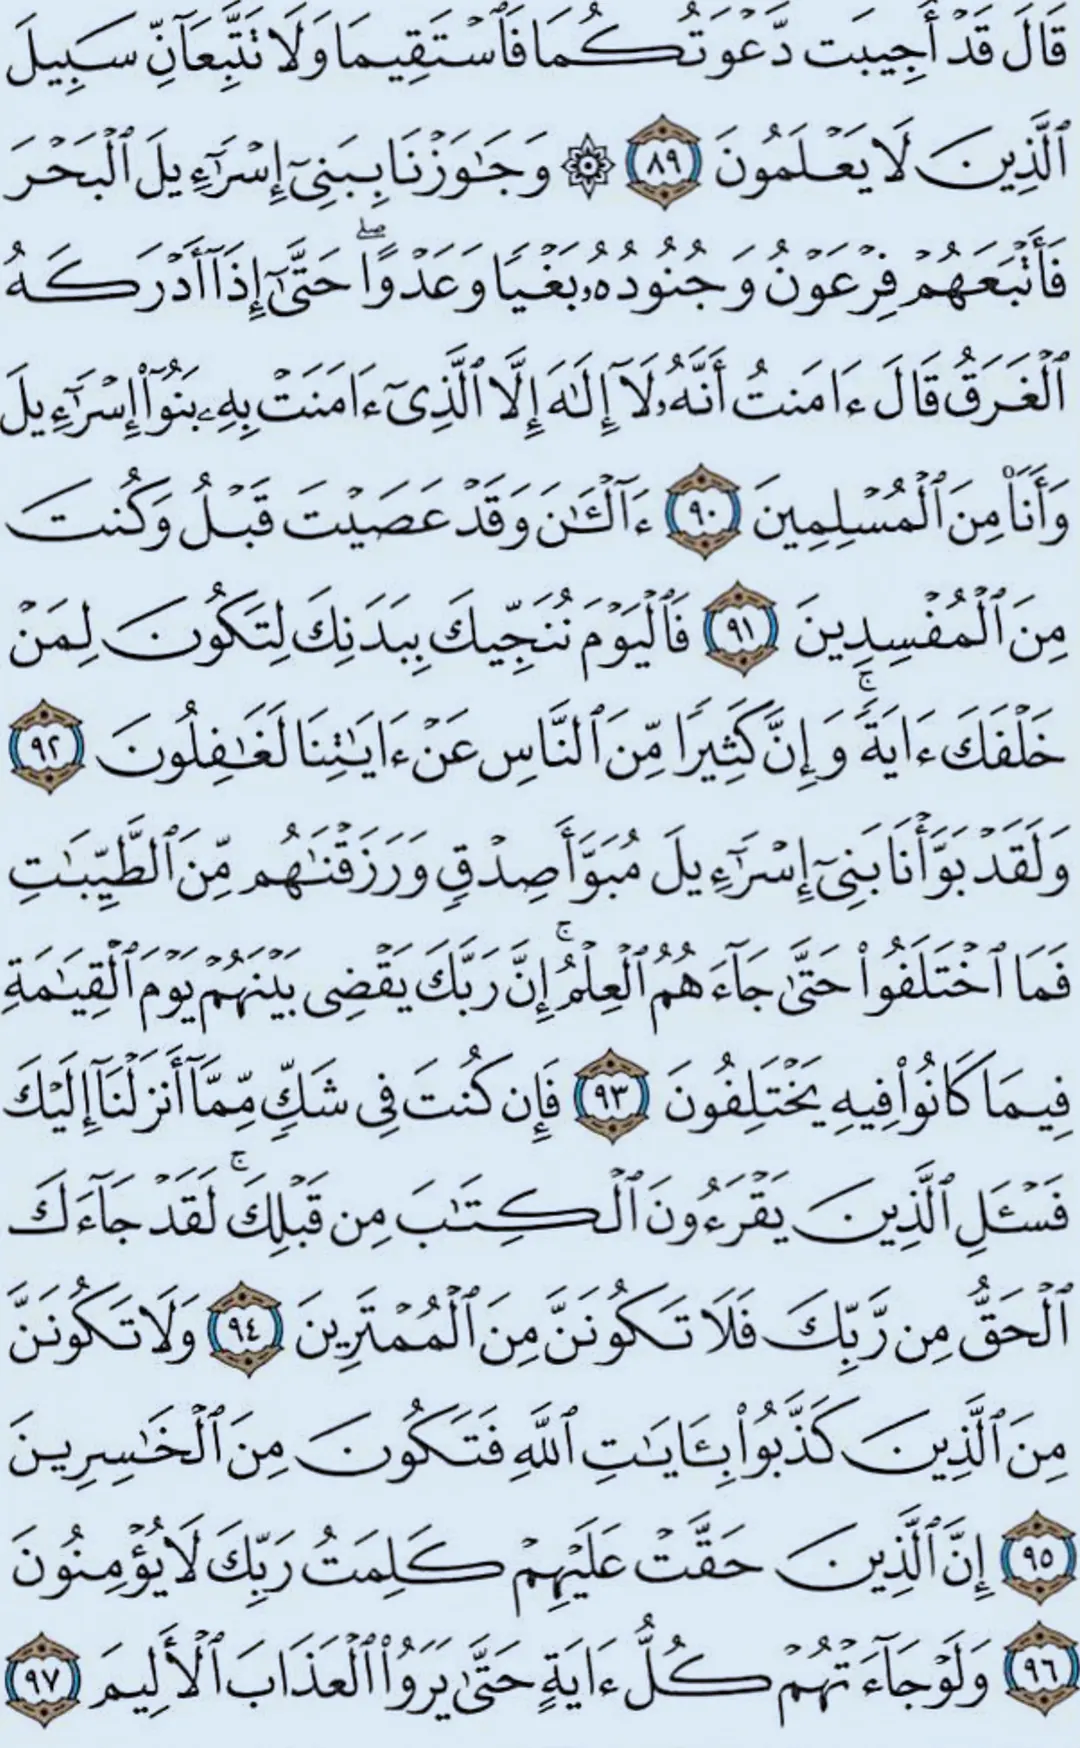 قَالَ قَدْ أُجِيبَت دَّعْوَتُكُمَا فَٱسْتَقِيمَا وَلَا تَتَّبِعَآنِّ سَبِيلَ
ٱلَّذِينَ لَا يَعْلَمُونَ ٨٩ ۞ وَجَٰوَزْنَا بِبَنِىٓ إِسْرَٰٓءِيلَ ٱلْبَحْرَ
فَأَتْبَعَهُمْ فِرْعَوْنُ وَجُنُودُهُۥ بَغْيًا وَعَدْوًا ۖ حَتَّىٰٓ إِذَآ أَدْرَكَهُ
ٱلْغَرَقُ قَالَ ءَامَنتُ أَنَّهُۥ لَآ إِلَٰهَ إِلَّا ٱلَّذِىٓ ءَامَنَتْ بِهِۦ بَنُوٓا۟ إِسْرَٰٓءِيلَ
وَأَنَا۠ مِنَ ٱلْمُسْلِمِينَ ٩٠ ءَآلْـَٰٔنَ وَقَدْ عَصَيْتَ قَبْلُ وَكُنتَ
مِنَ ٱلْمُفْسِدِينَ ٩١ فَٱلْيَوْمَ نُنَجِّيكَ بِبَدَنِكَ لِتَكُونَ لِمَنْ
خَلْفَكَ ءَايَةً ۚ وَإِنَّ كَثِيرًا مِّنَ ٱلنَّاسِ عَنْ ءَايَٰتِنَا لَغَٰفِلُونَ ٩٢
وَلَقَدْ بَوَّأْنَا بَنِىٓ إِسْرَٰٓءِيلَ مُبَوَّأَ صِدْقٍ وَرَزَقْنَٰهُم مِّنَ ٱلطَّيِّبَٰتِ
فَمَا ٱخْتَلَفُوا۟ حَتَّىٰ جَآءَهُمُ ٱلْعِلْمُ ۚ إِنَّ رَبَّكَ يَقْضِى بَيْنَهُمْ يَوْمَ ٱلْقِيَٰمَةِ
فِيمَا كَانُوا۟ فِيهِ يَخْتَلِفُونَ ٩٣ فَإِن كُنتَ فِى شَكٍّ مِّمَّآ أَنزَلْنَآ إِلَيْكَ
فَسْـَٔلِ ٱلَّذِينَ يَقْرَءُونَ ٱلْكِتَٰبَ مِن قَبْلِكَ ۚ لَقَدْ جَآءَكَ
ٱلْحَقُّ مِن رَّبِّكَ فَلَا تَكُونَنَّ مِنَ ٱلْمُمْتَرِينَ ٩٤ وَلَا تَكُونَنَّ
مِنَ ٱلَّذِينَ كَذَّبُوا۟ بِـَٔايَٰتِ ٱللَّهِ فَتَكُونَ مِنَ ٱلْخَٰسِرِينَ
٩٥ إِنَّ ٱلَّذِينَ حَقَّتْ عَلَيْهِمْ كَلِمَتُ رَبِّكَ لَا يُؤْمِنُونَ
٩٦ وَلَوْ جَآءَتْهُمْ كُلُّ ءَايَةٍ حَتَّىٰ يَرَوُا۟ ٱلْعَذَابَ ٱلْأَلِيمَ ٩٧